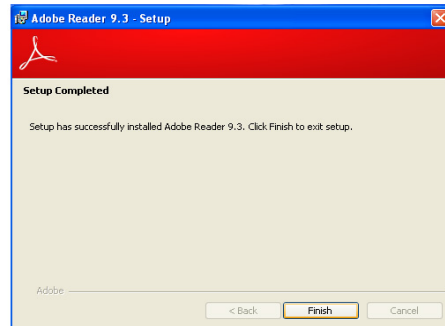 Adobe Reader 9.3 - Setup
Setup Completed
Setup has successfully installed Adobe Reader 9.3. Click Finish to exit setup.
Adobe
< Back Finish Cancel